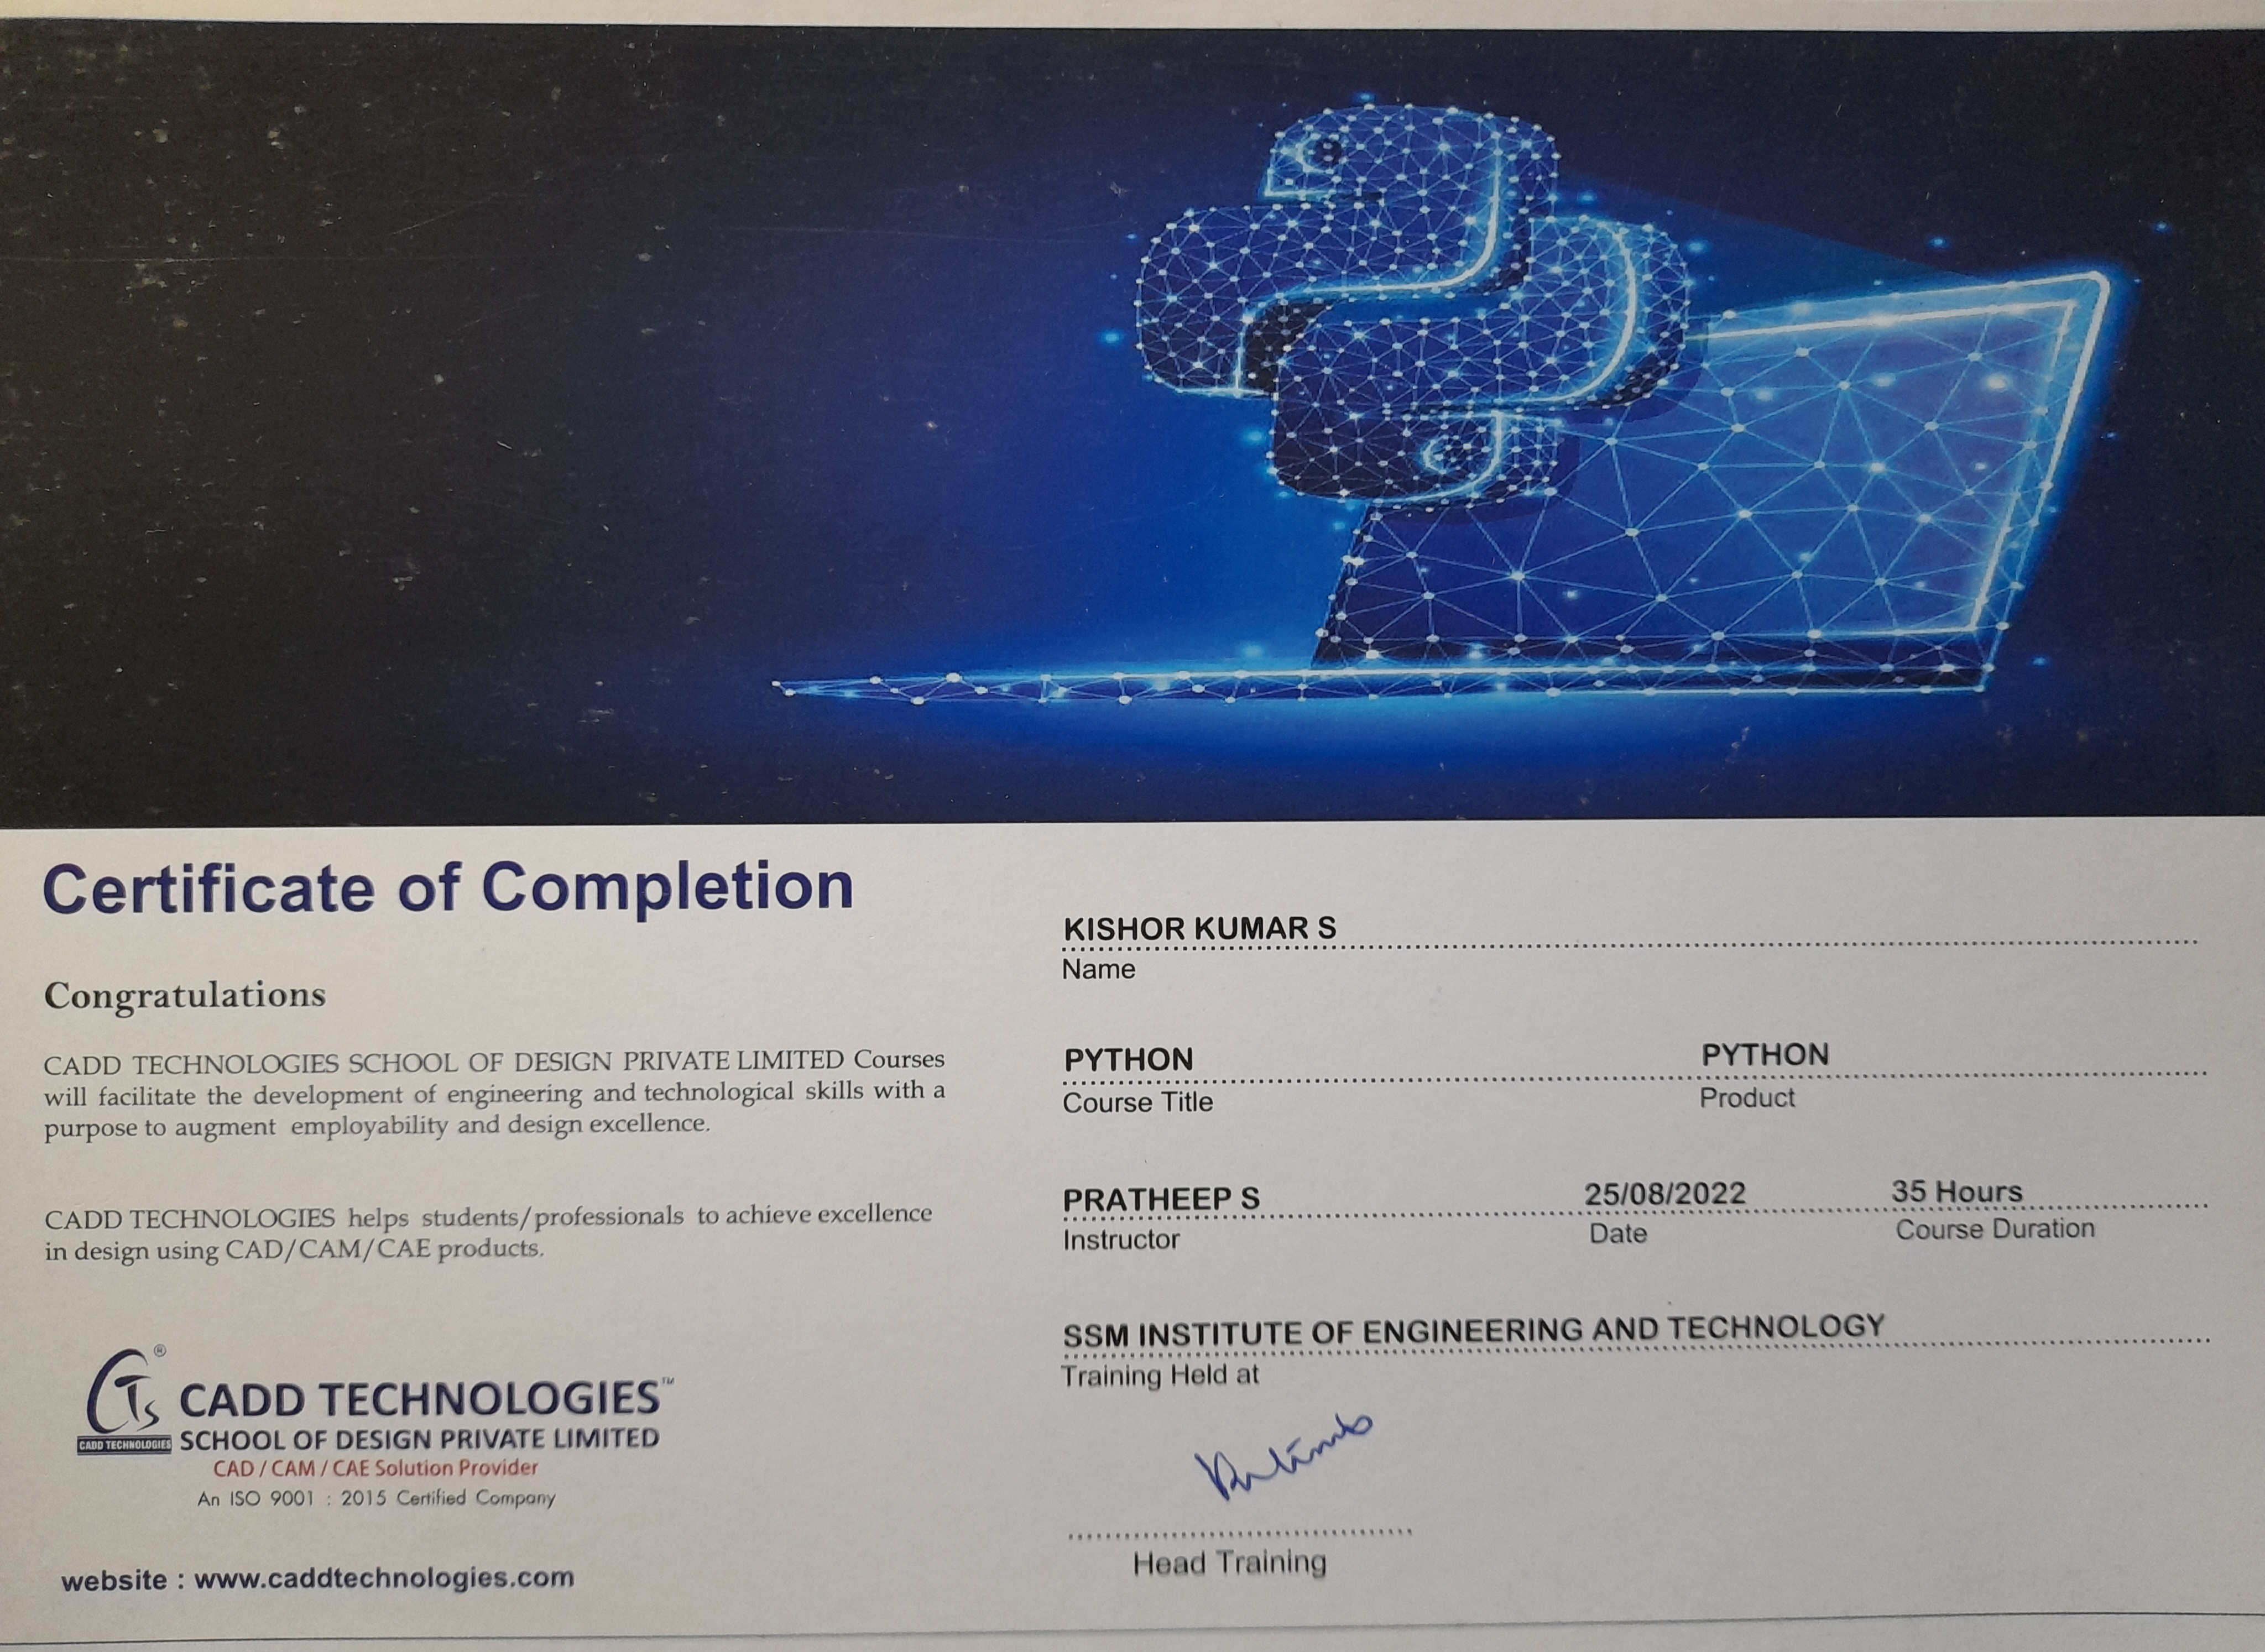 Certificate of Completion
Congratulations
CADD TECHNOLOGIES SCHOOL OF DESIGN PRIVATE LIMITED Courses
will facilitate the development of engineering and technological skills with a
purpose to augment employability and design excellence.
CADD TECHNOLOGIES helps students/professionals to achieve excellence
in design using CAD/CAM/CAE products.
CTs ®
CADD TECHNOLOGIES
CADD TECHNOLOGIES™
SCHOOL OF DESIGN PRIVATE LIMITED
CAD / CAM / CAE Solution Provider
An ISO 9001 : 2015 Certified Company
website : www.caddtechnologies.com
KISHOR KUMAR S
Name
PYTHON PYTHON
Course Title Product
PRATHEEP S 25/08/2022 35 Hours
Instructor Date Course Duration
SSM INSTITUTE OF ENGINEERING AND TECHNOLOGY
Training Held at
Head Training